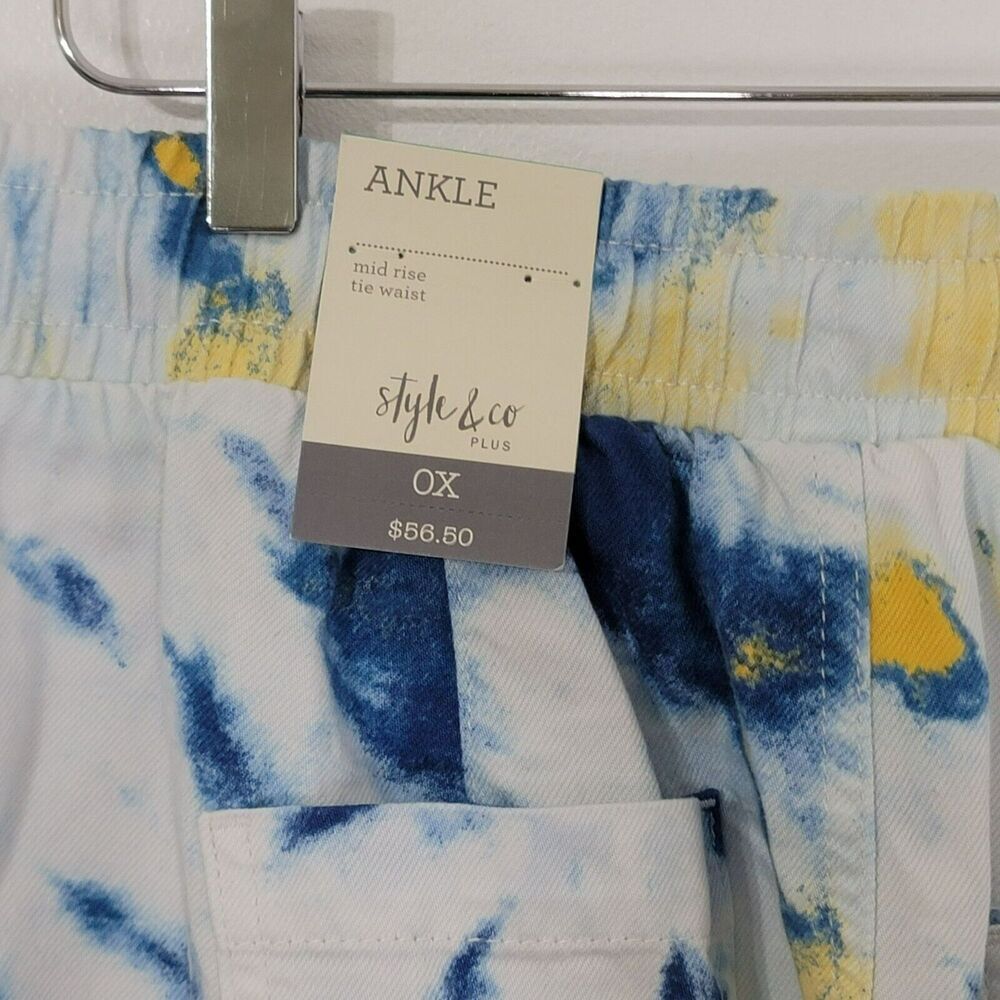 ANKLE
mid rise
tie waist
style & co
PLUS
0X
$56.50